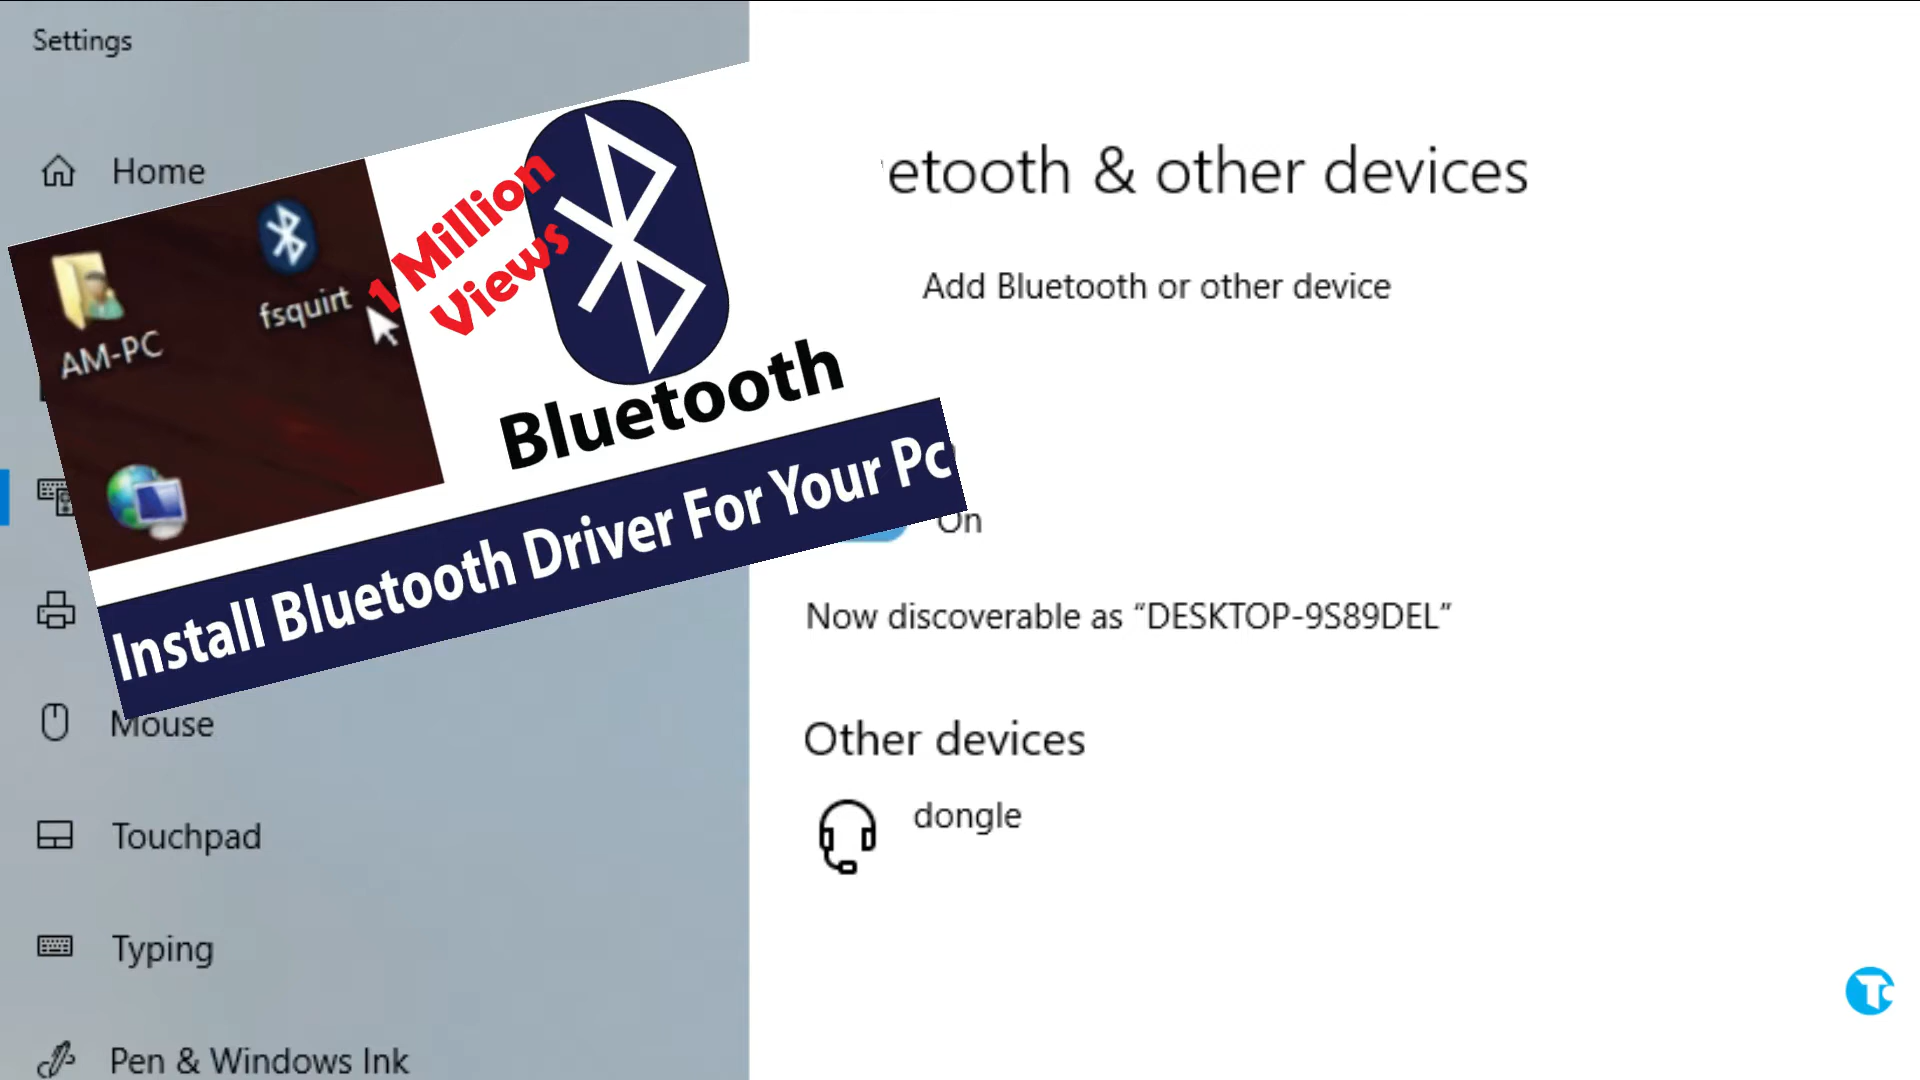 Settings
Home
AM-PC
fsquirt
1 Million
Views
Bluetooth
Install Bluetooth Driver For Your Pc
Mouse
Touchpad
Typing
Pen & Windows Ink
etooth & other devices
Add Bluetooth or other device
On
Now discoverable as “DESKTOP-9S89DEL”
Other devices
dongle